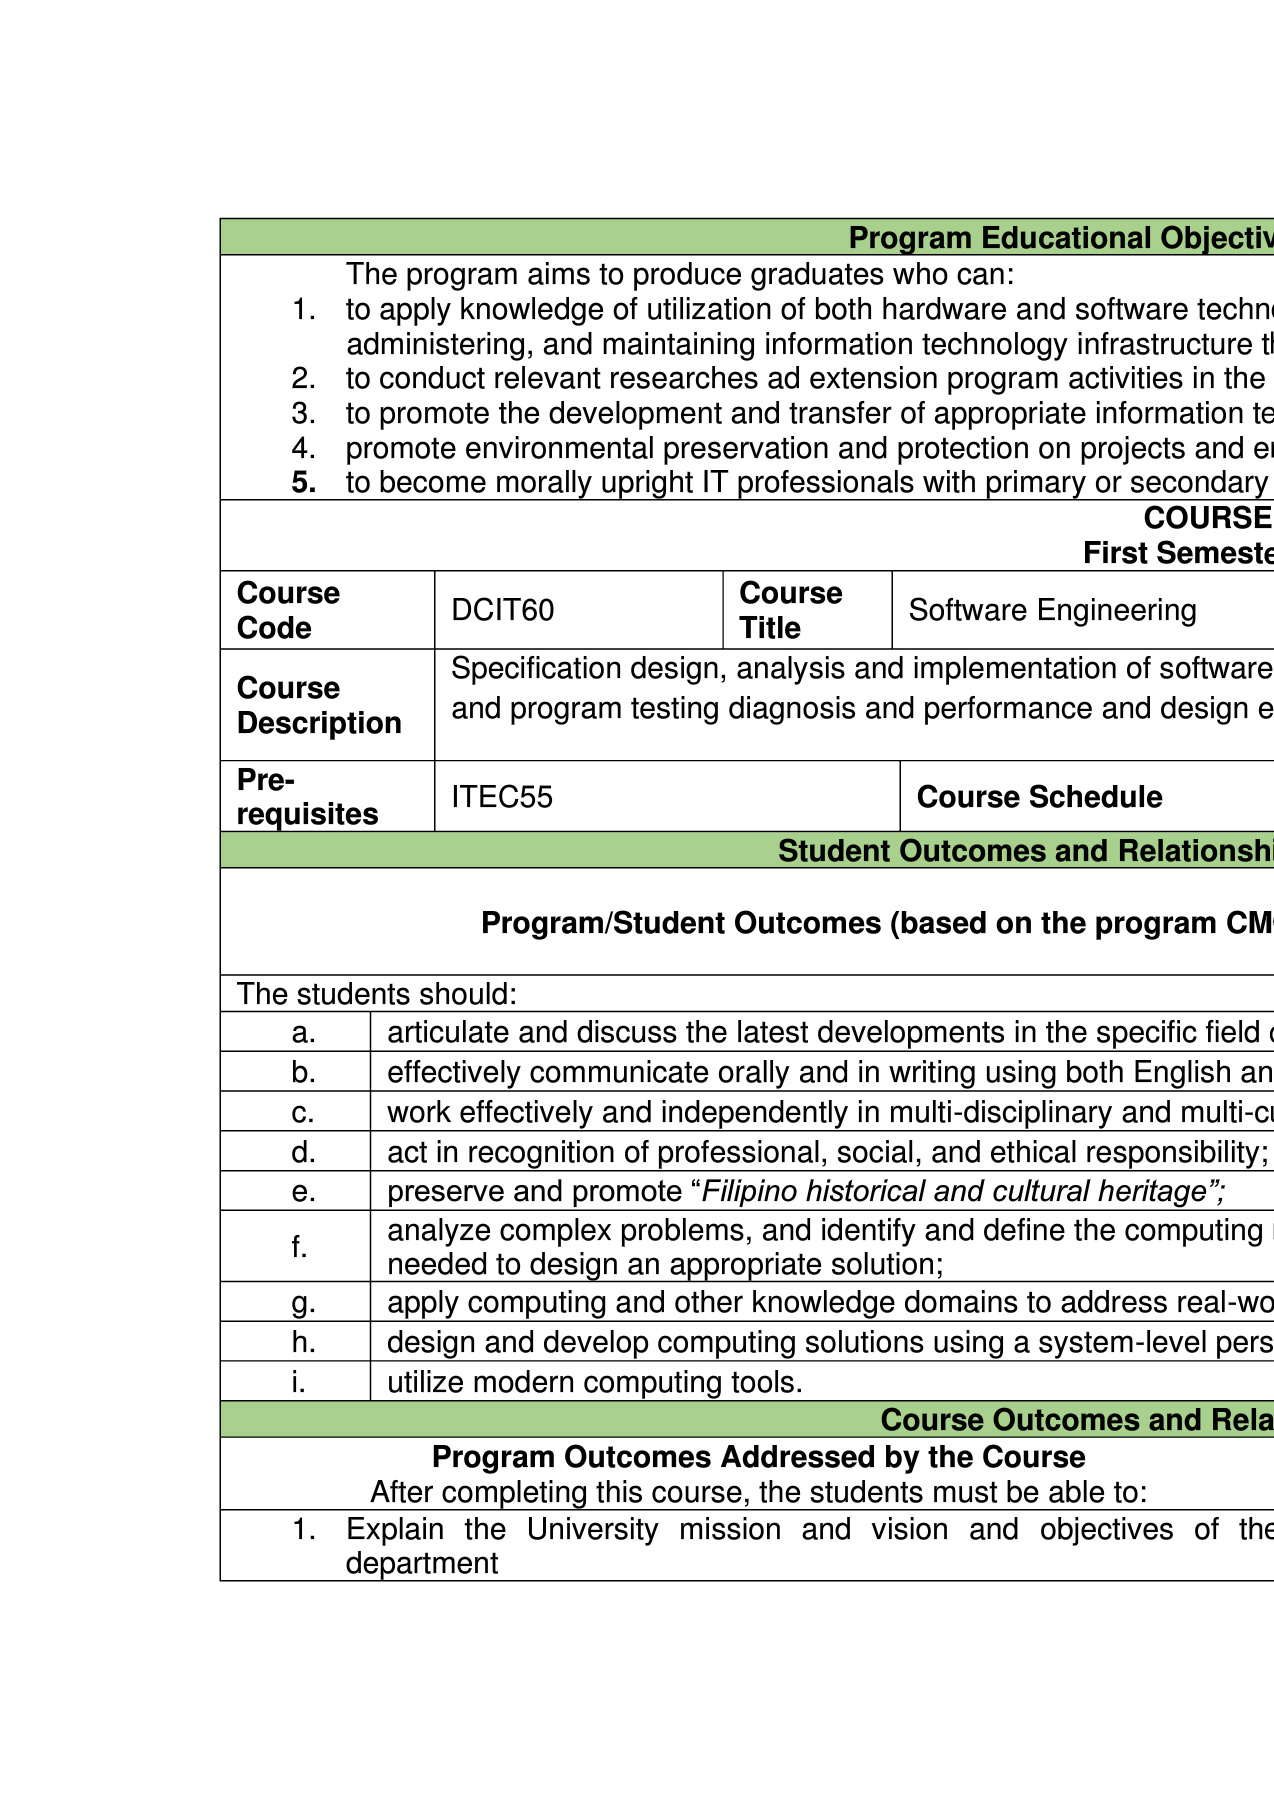 Program Educational Objectiv
The program aims to produce graduates who can:
1. to apply knowledge of utilization of both hardware and software techno
administering, and maintaining information technology infrastructure th
2. to conduct relevant researches ad extension program activities in the
3. to promote the development and transfer of appropriate information te
4. promote environmental preservation and protection on projects and en
5. to become morally upright IT professionals with primary or secondary
COURSE
First Semeste
Course
Code
DCIT60
Course
Title
Software Engineering
Course
Description
Specification design, analysis and implementation of software
and program testing diagnosis and performance and design e
Pre-
requisites
ITEC55
Course Schedule
Student Outcomes and Relationshi
Program/Student Outcomes (based on the program CM
The students should:
a. articulate and discuss the latest developments in the specific field
b. effectively communicate orally and in writing using both English an
c. work effectively and independently in multi-disciplinary and multi-cu
d. act in recognition of professional, social, and ethical responsibility;
e. preserve and promote “Filipino historical and cultural heritage”;
f. analyze complex problems, and identify and define the computing
needed to design an appropriate solution;
g. apply computing and other knowledge domains to address real-wo
h. design and develop computing solutions using a system-level pers
i. utilize modern computing tools.
Course Outcomes and Rela
Program Outcomes Addressed by the Course
After completing this course, the students must be able to:
1. Explain the University mission and vision and objectives of the
department